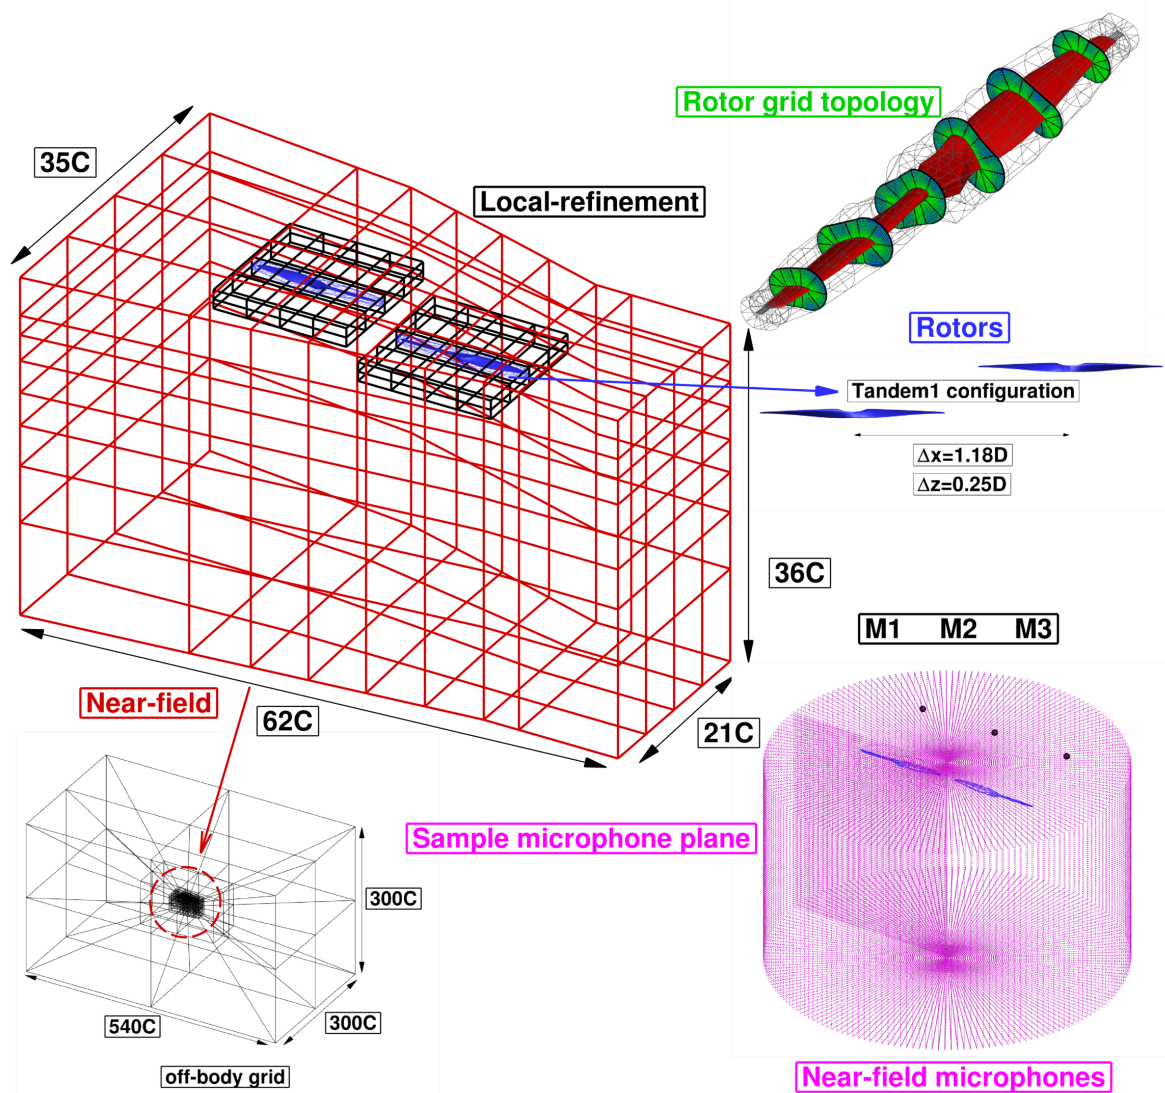 Rotor grid topology
35C
Local-refinement
Rotors
Tandem1 configuration
Δx=1.18D
Δz=0.25D
36C
M1 M2 M3
Near-field
62C
21C
Sample microphone plane
300C
540C
300C
off-body grid
Near-field microphones